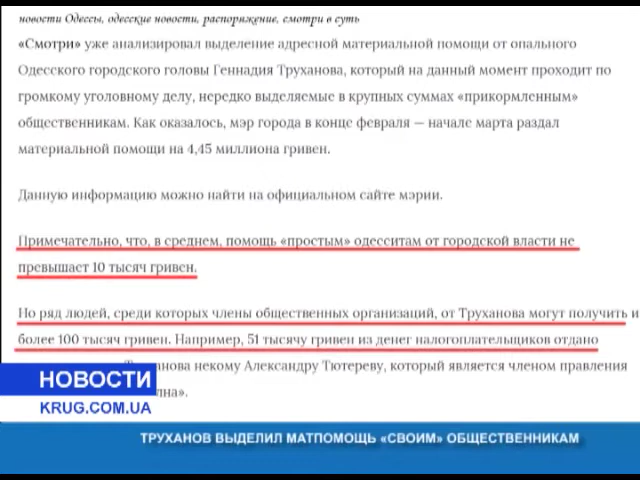 новости Одессы, одесские новости, распоряжение, смотри в суть
«Смотри» уже анализировал выделение адресной материальной помощи от опального
Одесского городского головы Геннадия Труханова, который на данный момент проходит по
громкому уголовному делу, нередко выделяемые в крупных суммах «прикормленным»
общественникам. Как оказалось, мэр города в конце февраля — начале марта раздал
материальной помощи на 4,45 миллиона гривен.
Данную информацию можно найти на официальном сайте мэрии.
Примечательно, что, в среднем, помощь «простым» одесситам от городской власти не
превышает 10 тысяч гривен.
Но ряд людей, среди которых члены общественных организаций, от Труханова могут получить и
более 100 тысяч гривен. Например, 51 тысячу гривен из денег налогоплательщиков отдано
Труханова некому Александру Тютереву, который является членом правления
лна».
НОВОСТИ
KRUG.COM.UA
ТРУХАНОВ ВЫДЕЛИЛ МАТПОМОЩЬ «СВОИМ» ОБЩЕСТВЕННИКАМ